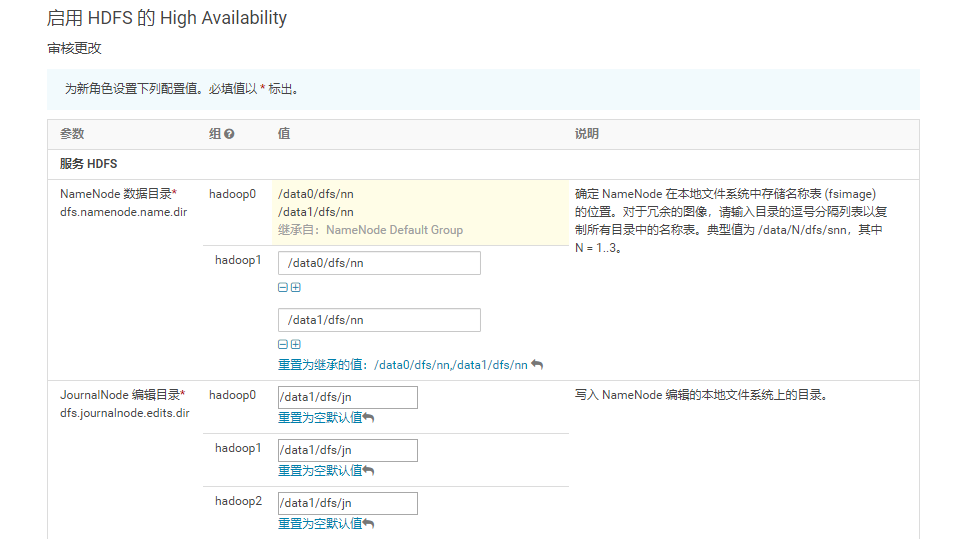 启用 HDFS 的 High Availability
审核更改
为新角色设置下列配置值。必填值以 * 标出。
参数 组 值 说明
服务 HDFS
NameNode 数据目录*
dfs.namenode.name.dir
hadoop0
/data0/dfs/nn
/data1/dfs/nn
继承自：NameNode Default Group
确定 NameNode 在本地文件系统中存储名称表 (fsimage)
的位置。对于冗余的图像，请输入目录的逗号分隔列表以复
制所有目录中的名称表。典型值为 /data/N/dfs/snn，其中
N = 1..3。
hadoop1
/data0/dfs/nn
/data1/dfs/nn
重置为继承的值：/data0/dfs/nn,/data1/dfs/nn
JournalNode 编辑目录*
dfs.journalnode.edits.dir
hadoop0
/data1/dfs/jn
重置为空默认值
写入 NameNode 编辑的本地文件系统上的目录。
hadoop1
/data1/dfs/jn
重置为空默认值
hadoop2
/data1/dfs/jn
重置为空默认值